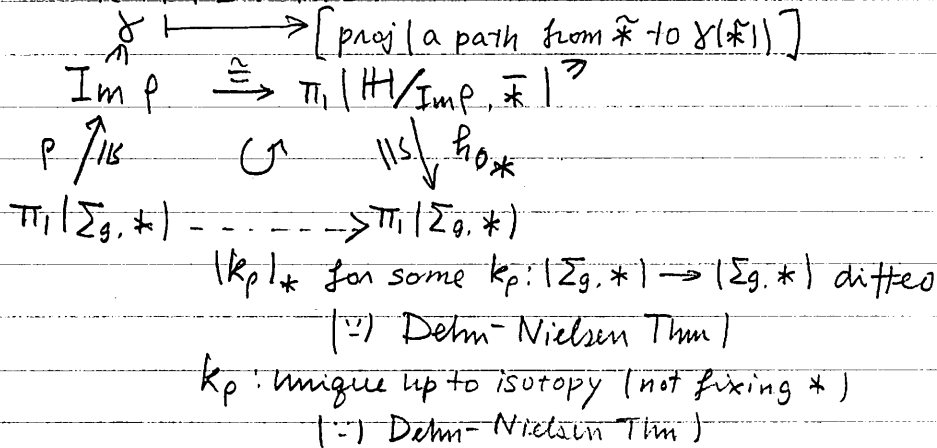 γ ⟼ [proj(a path from *̃ to γ(*̃))]
Im ρ ≅→ π₁(ℍ/Imρ, *̄)
ρ ↗ ≅ ↺ ≅ ↘ h₀*
π₁(Σg, *) -----> π₁(Σg, *)
(kρ)* for some kρ: (Σg, *) → (Σg, *) diffeo
(∵) Dehn-Nielsen Thm)
kρ : unique up to isotopy (not fixing *)
(∵) Dehn-Nielsen Thm)